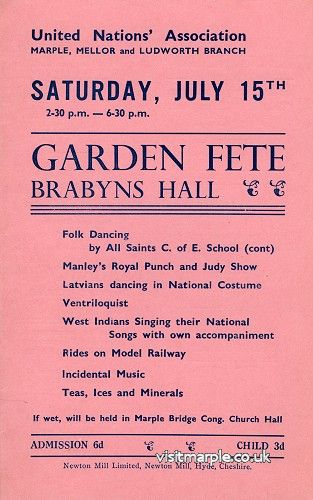 United Nations' Association
MARPLE, MELLOR and LUDWORTH BRANCH
SATURDAY, JULY 15TH
2-30 p.m. — 6-30 p.m.
GARDEN FETE
BRABYNS HALL
Folk Dancing
by All Saints C. of E. School (cont)
Manley's Royal Punch and Judy Show
Latvians dancing in National Costume
Ventriloquist
West Indians Singing their National
Songs with own accompaniment
Rides on Model Railway
Incidental Music
Teas, Ices and Minerals
If wet, will be held in Marple Bridge Cong. Church Hall
ADMISSION 6d CHILD 3d
visitmarple.co.uk
Newton Mill Limited, Newton Mill, Hyde, Cheshire.